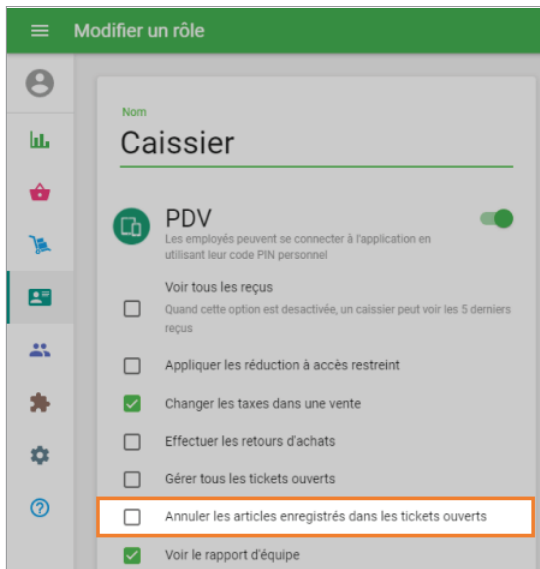 Modifier un rôle
Nom
Caissier
PDV
Les employés peuvent se connecter à l'application en
utilisant leur code PIN personnel
Voir tous les reçus
Quand cette option est desactivée, un caissier peut voir les 5 derniers
reçus
Appliquer les réduction à accès restreint
Changer les taxes dans une vente
Effectuer les retours d'achats
Gérer tous les tickets ouverts
Annuler les articles enregistrés dans les tickets ouverts
Voir le rapport d'équipe